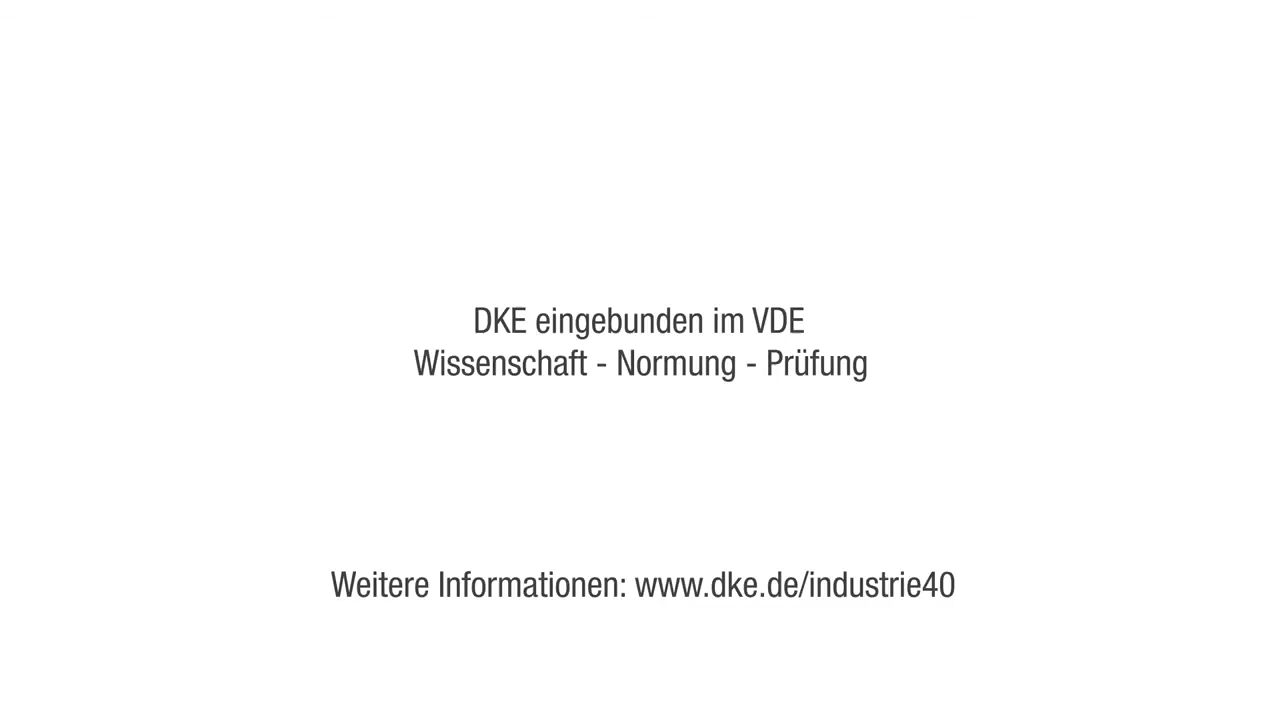 DKE eingebunden im VDE
Wissenschaft - Normung - Prüfung
Weitere Informationen: www.dke.de/industrie40